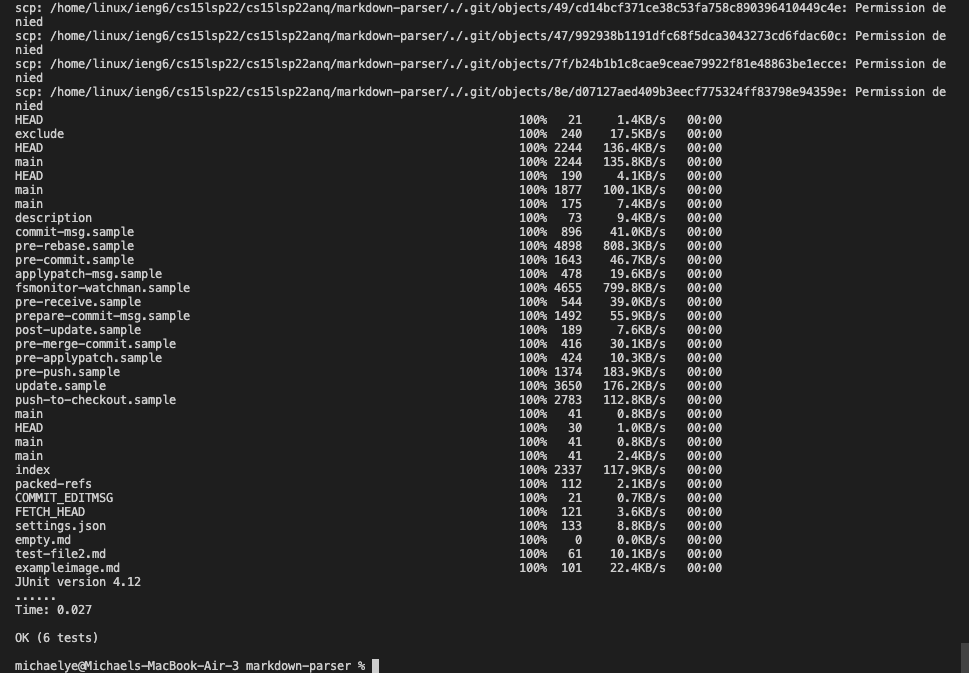 scp: /home/linux/ieng6/cs15lsp22/cs15lsp22anq/markdown-parser/./.git/objects/49/cd14bcf371ce38c53fa758c890396410449c4e: Permission de
nied
scp: /home/linux/ieng6/cs15lsp22/cs15lsp22anq/markdown-parser/./.git/objects/47/992938b1191dfc68f5dca3043273cd6fdac60c: Permission de
nied
scp: /home/linux/ieng6/cs15lsp22/cs15lsp22anq/markdown-parser/./.git/objects/7f/b24b1b1c8cae9ceae79922f81e48863be1ecce: Permission de
nied
scp: /home/linux/ieng6/cs15lsp22/cs15lsp22anq/markdown-parser/./.git/objects/8e/d07127aed409b3eecf775324ff83798e94359e: Permission de
nied
HEAD 100% 21 1.4KB/s 00:00
exclude 100% 240 17.5KB/s 00:00
HEAD 100% 2244 136.4KB/s 00:00
main 100% 2244 135.8KB/s 00:00
HEAD 100% 190 4.1KB/s 00:00
main 100% 1877 100.1KB/s 00:00
main 100% 175 7.4KB/s 00:00
description 100% 73 9.4KB/s 00:00
commit-msg.sample 100% 896 41.0KB/s 00:00
pre-rebase.sample 100% 4898 808.3KB/s 00:00
pre-commit.sample 100% 1643 46.7KB/s 00:00
applypatch-msg.sample 100% 478 19.6KB/s 00:00
fsmonitor-watchman.sample 100% 4655 799.8KB/s 00:00
pre-receive.sample 100% 544 39.0KB/s 00:00
prepare-commit-msg.sample 100% 1492 55.9KB/s 00:00
post-update.sample 100% 189 7.6KB/s 00:00
pre-merge-commit.sample 100% 416 30.1KB/s 00:00
pre-applypatch.sample 100% 424 10.3KB/s 00:00
pre-push.sample 100% 1374 183.9KB/s 00:00
update.sample 100% 3650 176.2KB/s 00:00
push-to-checkout.sample 100% 2783 112.8KB/s 00:00
main 100% 41 0.8KB/s 00:00
HEAD 100% 30 1.0KB/s 00:00
main 100% 41 0.8KB/s 00:00
main 100% 41 2.4KB/s 00:00
index 100% 2337 117.9KB/s 00:00
packed-refs 100% 112 2.1KB/s 00:00
COMMIT_EDITMSG 100% 21 0.7KB/s 00:00
FETCH_HEAD 100% 121 3.6KB/s 00:00
settings.json 100% 133 8.8KB/s 00:00
empty.md 100% 0 0.0KB/s 00:00
test-file2.md 100% 61 10.1KB/s 00:00
exampleimage.md 100% 101 22.4KB/s 00:00
JUnit version 4.12
......
Time: 0.027
OK (6 tests)
michaelye@Michaels-MacBook-Air-3 markdown-parser %